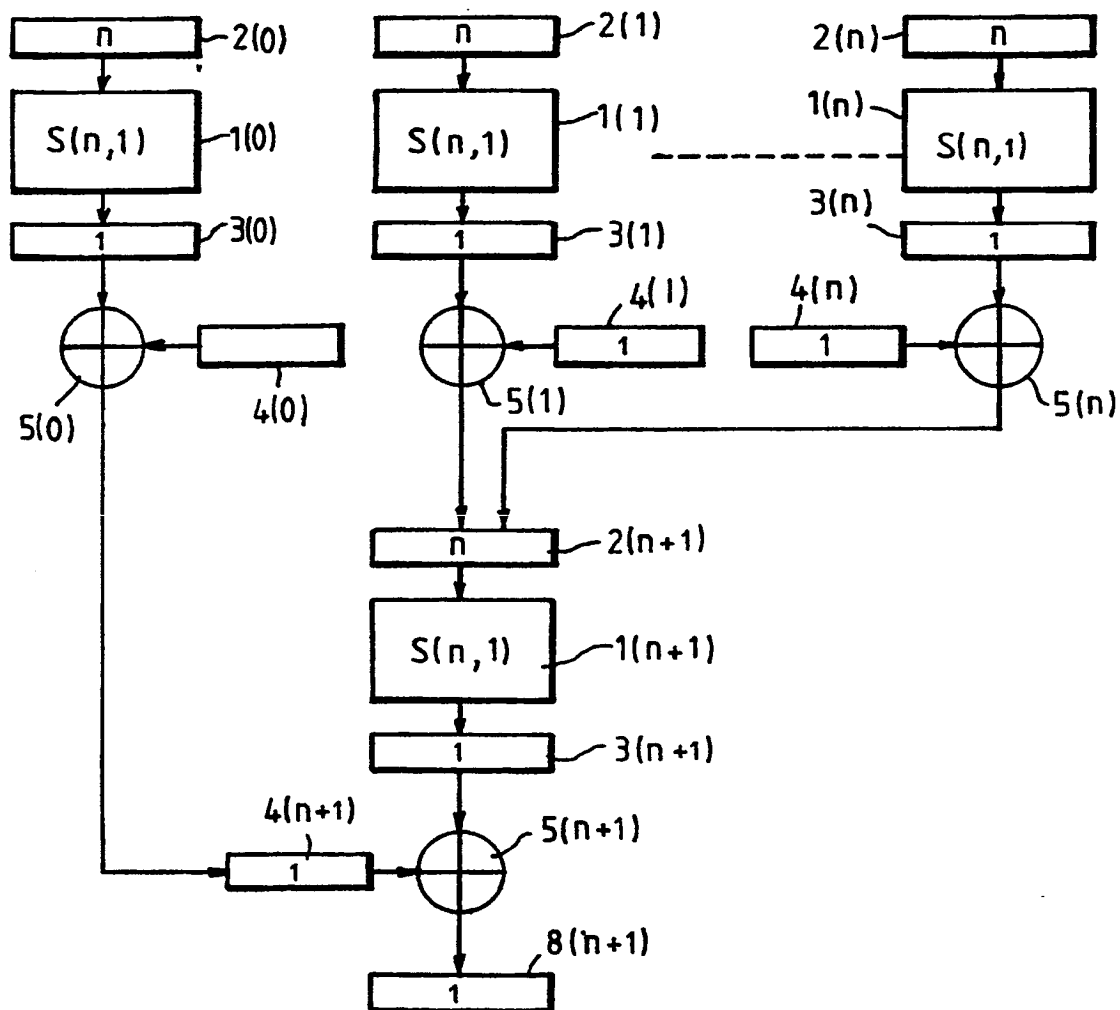 n 2(0) n 2(1) 2(n) n
S(n,1) 1(0) S(n,1) 1(1) 1(n) S(n,1)
1 3(0) 1 3(1) 3(n) 1
4(1) 4(n)
1 1
5(0) 4(0) 5(1) 5(n)
n 2(n+1)
S(n,1) 1(n+1)
1 3(n+1)
4(n+1) 5(n+1)
1
8(n+1)
1